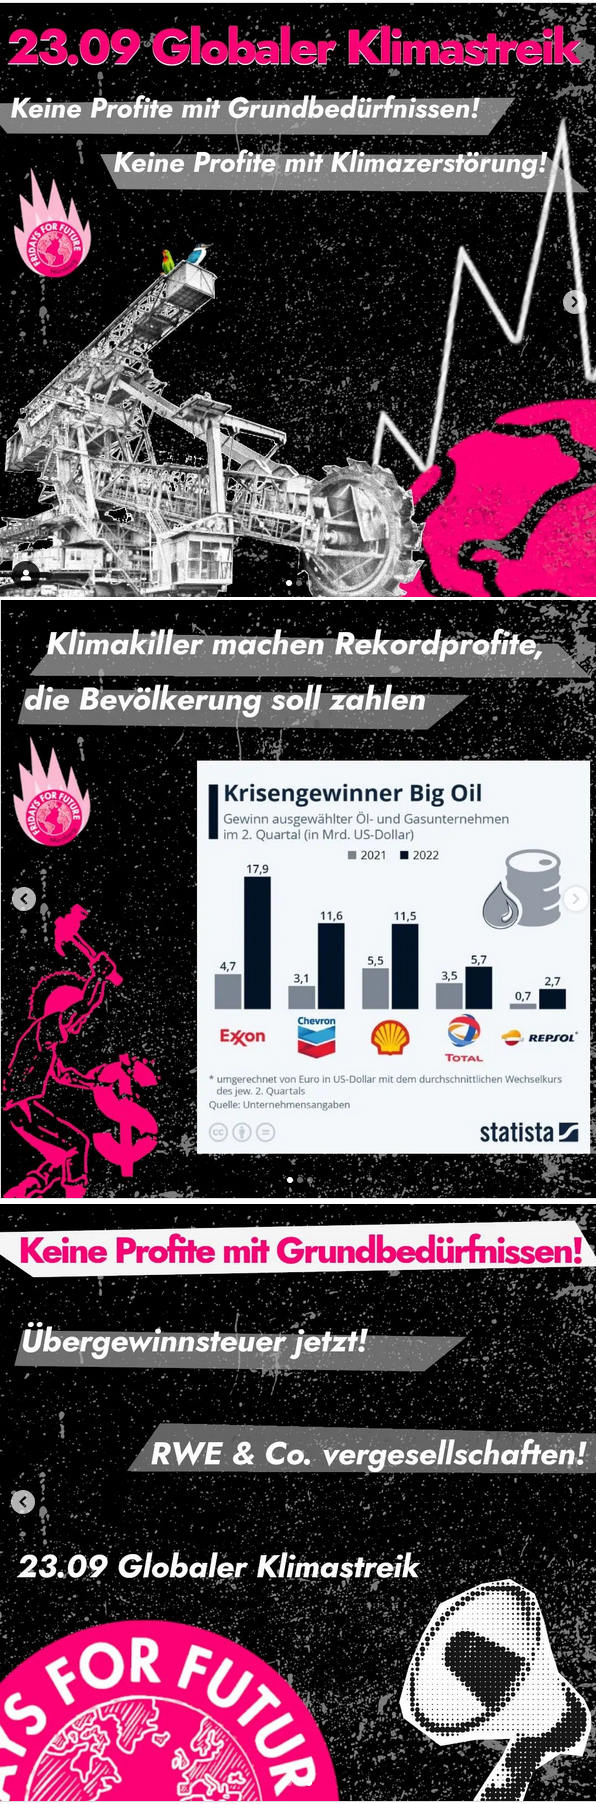 23.09 Globaler Klimastreik
Keine Profite mit Grundbedürfnissen!
Keine Profite mit Klimazerstörung!
FRIDAYS FOR FUTURE
Klimakiller machen Rekordprofite,
die Bevölkerung soll zahlen
FRIDAYS FOR FUTURE
Krisengewinner Big Oil
Gewinn ausgewählter Öl- und Gasunternehmen
im 2. Quartal (in Mrd. US-Dollar)
2021 2022
17,9
11,6
11,5
4,7
3,1
5,5
3,5
5,7
0,7
2,7
Exxon
Chevron
TOTAL
REPSOL
* umgerechnet von Euro in US-Dollar mit dem durchschnittlichen Wechselkurs
des jew. 2. Quartals
Quelle: Unternehmensangaben
cc
statista
$
Keine Profite mit Grundbedürfnissen!
Übergewinnsteuer jetzt!
RWE & Co. vergesellschaften!
23.09 Globaler Klimastreik
AYS FOR FUTUR